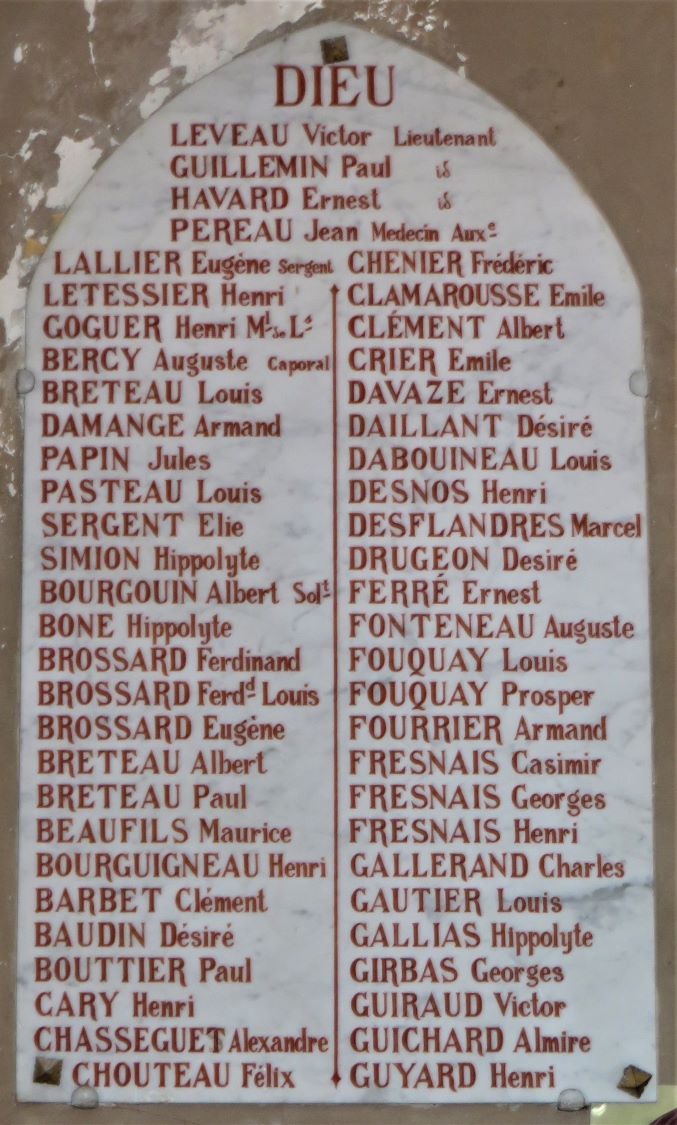 DIEU
LEVEAU Victor Lieutenant
GUILLEMIN Paul id
HAVARD Ernest id
PEREAU Jean Medecin Auxe
LALLIER Eugène Sergent
LETESSIER Henri
GOGUER Henri Mal des Ls
BERCY Auguste Caporal
BRETEAU Louis
DAMANGE Armand
PAPIN Jules
PASTEAU Louis
SERGENT Elie
SIMION Hippolyte
BOURGOUIN Albert Solt
BONE Hippolyte
BROSSARD Ferdinand
BROSSARD Ferdd Louis
BROSSARD Eugène
BRETEAU Albert
BRETEAU Paul
BEAUFILS Maurice
BOURGUIGNEAU Henri
BARBET Clément
BAUDIN Désiré
BOUTTIER Paul
CARY Henri
CHASSEGUET Alexandre
CHOUTEAU Félix
CHENIER Frédéric
CLAMAROUSSE Emile
CLÉMENT Albert
CRIER Emile
DAVAZE Ernest
DAILLANT Désiré
DABOUINEAU Louis
DESNOS Henri
DESFLANDRES Marcel
DRUGEON Desiré
FERRÉ Ernest
FONTENEAU Auguste
FOUQUAY Louis
FOUQUAY Prosper
FOURRIER Armand
FRESNAIS Casimir
FRESNAIS Georges
FRESNAIS Henri
GALLERAND Charles
GAUTIER Louis
GALLIAS Hippolyte
GIRBAS Georges
GUIRAUD Victor
GUICHARD Almire
GUYARD Henri